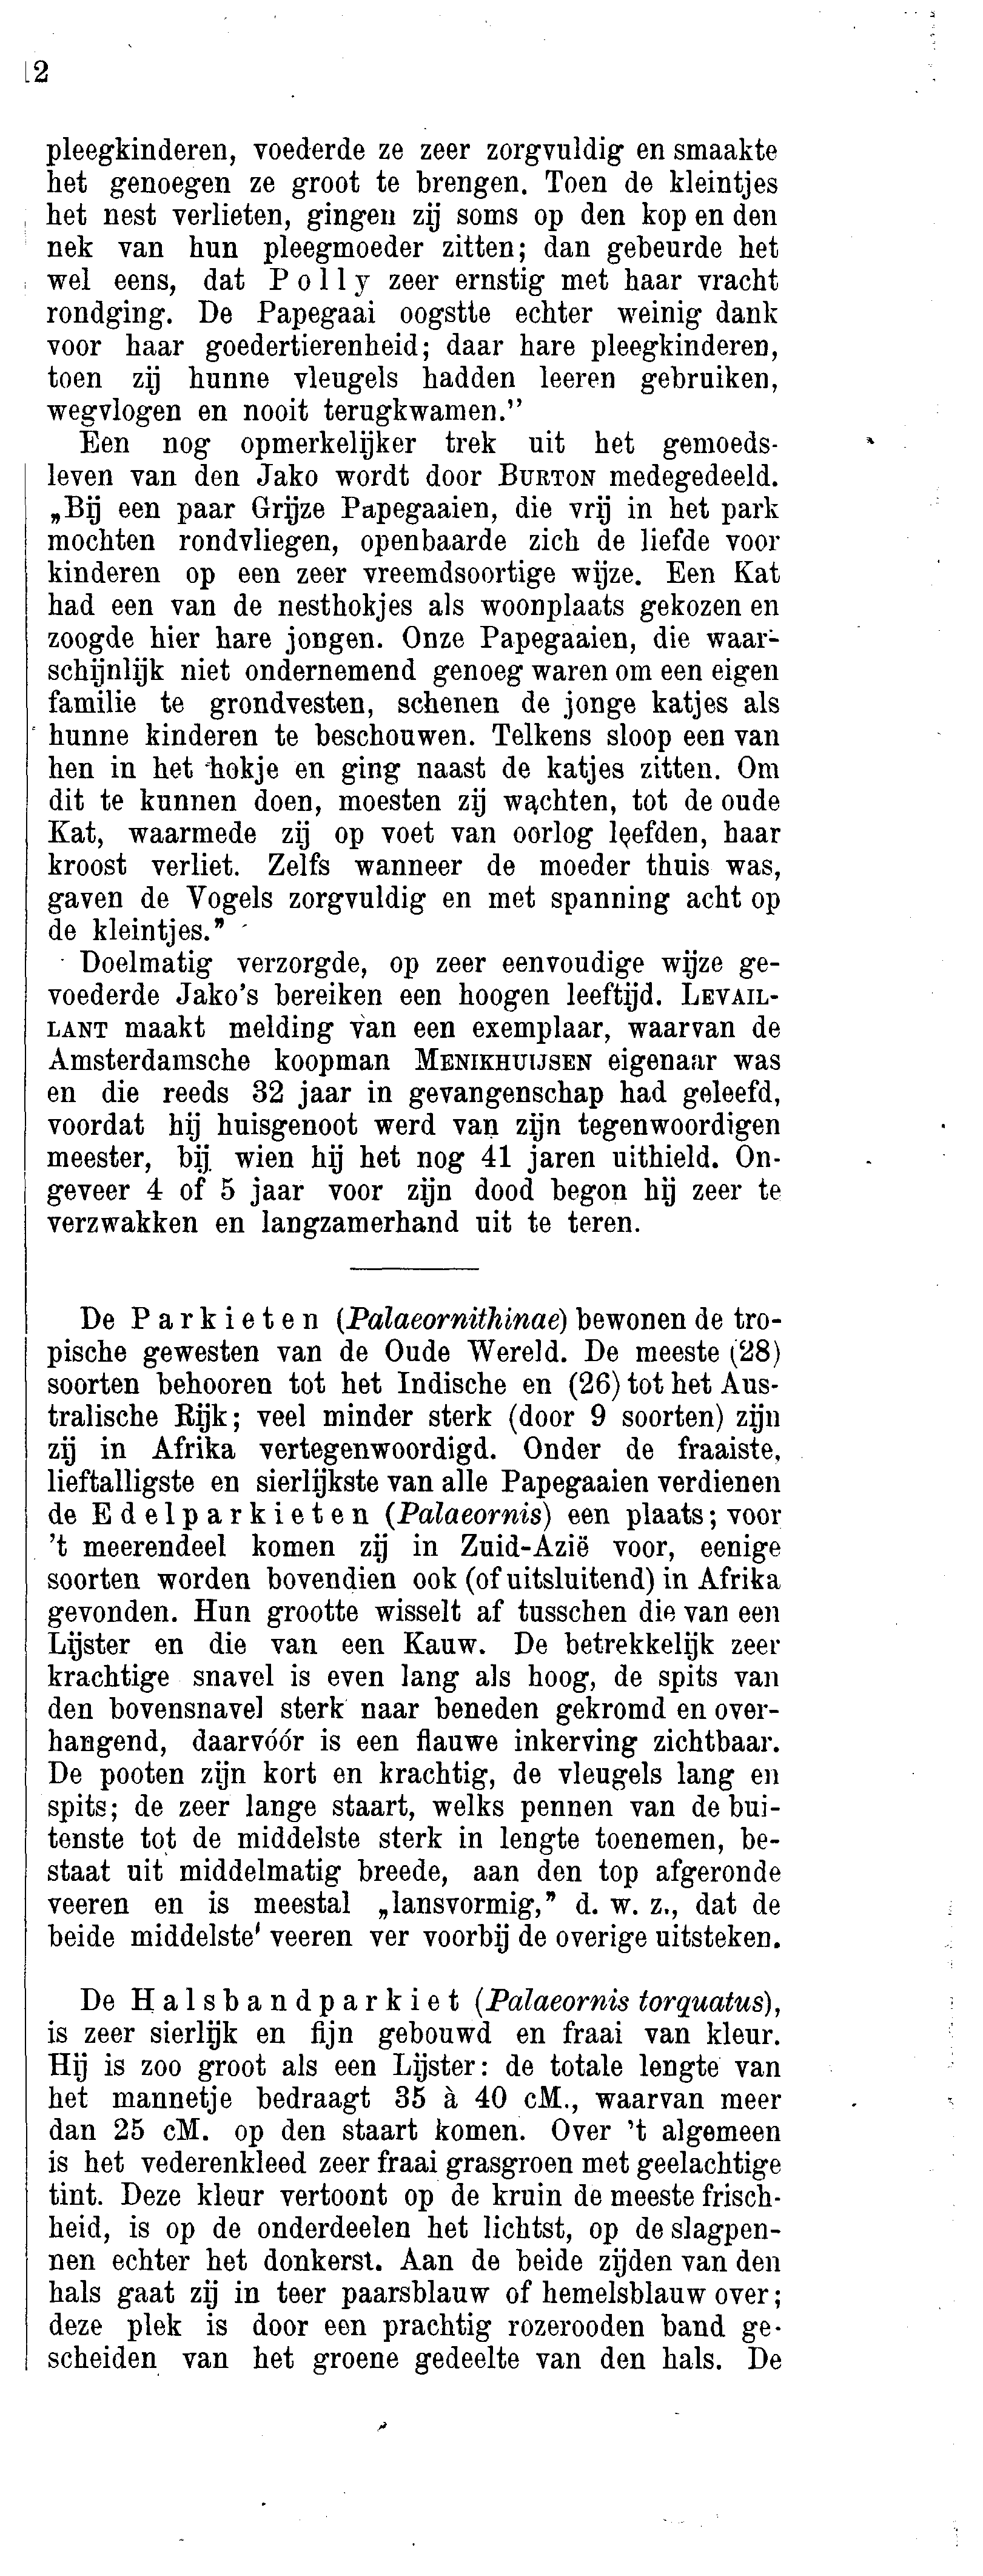 12
pleegkinderen, voederde ze zeer zorgvuldig en smaakte
het genoegen ze groot te brengen. Toen de kleintjes
het nest verlieten, gingen zij soms op den kop en den
nek van hun pleegmoeder zitten; dan gebeurde het
wel eens, dat Polly zeer ernstig met haar vracht
rondging. De Papegaai oogstte echter weinig dank
voor haar goedertierenheid; daar hare pleegkinderen,
toen zij hunne vleugels hadden leeren gebruiken,
wegvlogen en nooit terugkwamen.”
Een nog opmerkelijker trek uit het gemoeds-
leven van den Jako wordt door BURTON medegedeeld.
„Bij een paar Grijze Papegaaien, die vrij in het park
mochten rondvliegen, openbaarde zich de liefde voor
kinderen op een zeer vreemdsoortige wijze. Een Kat
had een van de nesthokjes als woonplaats gekozen en
zoogde hier hare jongen. Onze Papegaaien, die waar-
schijnlijk niet ondernemend genoeg waren om een eigen
familie te grondvesten, schenen de jonge katjes als
hunne kinderen te beschouwen. Telkens sloop een van
hen in het hokje en ging naast de katjes zitten. Om
dit te kunnen doen, moesten zij wachten, tot de oude
Kat, waarmede zij op voet van oorlog leefden, haar
kroost verliet. Zelfs wanneer de moeder thuis was,
gaven de Vogels zorgvuldig en met spanning acht op
de kleintjes.”
Doelmatig verzorgde, op zeer eenvoudige wijze ge-
voederde Jako's bereiken een hoogen leeftijd. LEVAIL-
LANT maakt melding van een exemplaar, waarvan de
Amsterdamsche koopman MENIKHUIJSEN eigenaar was
en die reeds 32 jaar in gevangenschap had geleefd,
voordat hij huisgenoot werd van zijn tegenwoordigen
meester, bij wien hij het nog 41 jaren uithield. On-
geveer 4 of 5 jaar voor zijn dood begon hij zeer te
verzwakken en langzamerhand uit te teren.
De Parkieten (Palaeornithinae) bewonen de tro-
pische gewesten van de Oude Wereld. De meeste (28)
soorten behooren tot het Indische en (26) tot het Aus-
tralische Rijk; veel minder sterk (door 9 soorten) zijn
zij in Afrika vertegenwoordigd. Onder de fraaiste,
lieftalligste en sierlijkste van alle Papegaaien verdienen
de Edelparkieten (Palaeornis) een plaats; voor
't meerendeel komen zij in Zuid-Azië voor, eenige
soorten worden bovendien ook (of uitsluitend) in Afrika
gevonden. Hun grootte wisselt af tusschen die van een
Lijster en die van een Kauw. De betrekkelijk zeer
krachtige snavel is even lang als hoog, de spits van
den bovensnavel sterk naar beneden gekromd en over-
hangend, daarvóór is een flauwe inkerving zichtbaar.
De pooten zijn kort en krachtig, de vleugels lang en
spits; de zeer lange staart, welks pennen van de bui-
tenste tot de middelste sterk in lengte toenemen, be-
staat uit middelmatig breede, aan den top afgeronde
veeren en is meestal „lansvormig,” d. w. z., dat de
beide middelste veeren ver voorbij de overige uitsteken.
De Halsbandparkiet (Palaeornis torquatus),
is zeer sierlijk en fijn gebouwd en fraai van kleur.
Hij is zoo groot als een Lijster: de totale lengte van
het mannetje bedraagt 35 à 40 cM., waarvan meer
dan 25 cM. op den staart komen. Over 't algemeen
is het vederenkleed zeer fraai grasgroen met geelachtige
tint. Deze kleur vertoont op de kruin de meeste frisch-
heid, is op de onderdeelen het lichtst, op de slagpen-
nen echter het donkerst. Aan de beide zijden van den
hals gaat zij in teer paarsblauw of hemelsblauw over;
deze plek is door een prachtig rozerooden band ge-
scheiden van het groene gedeelte van den hals. De